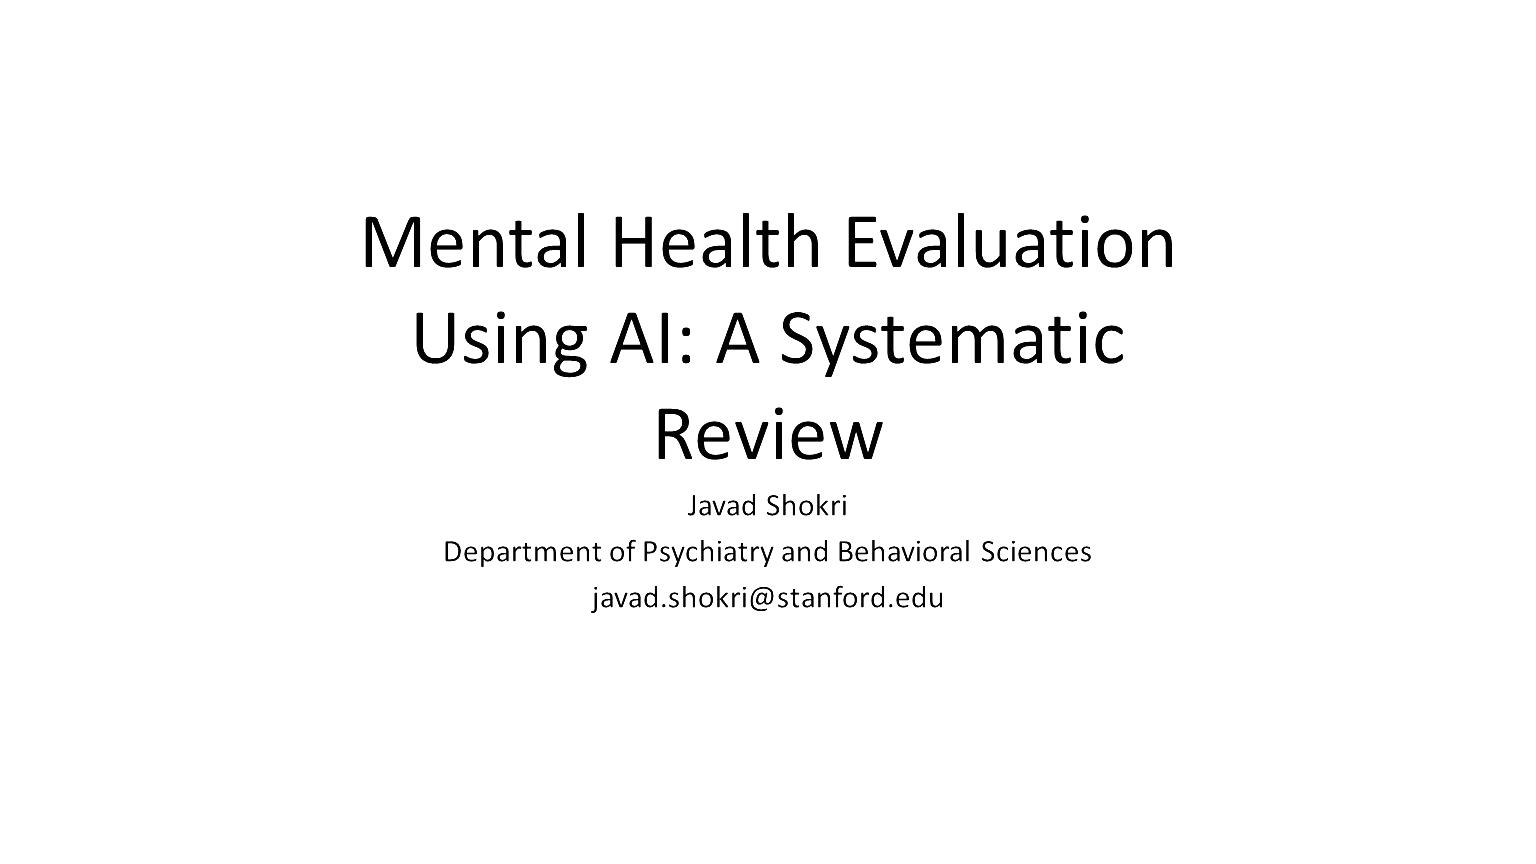 Mental Health Evaluation
Using AI: A Systematic
Review
Javad Shokri
Department of Psychiatry and Behavioral Sciences
javad.shokri@stanford.edu